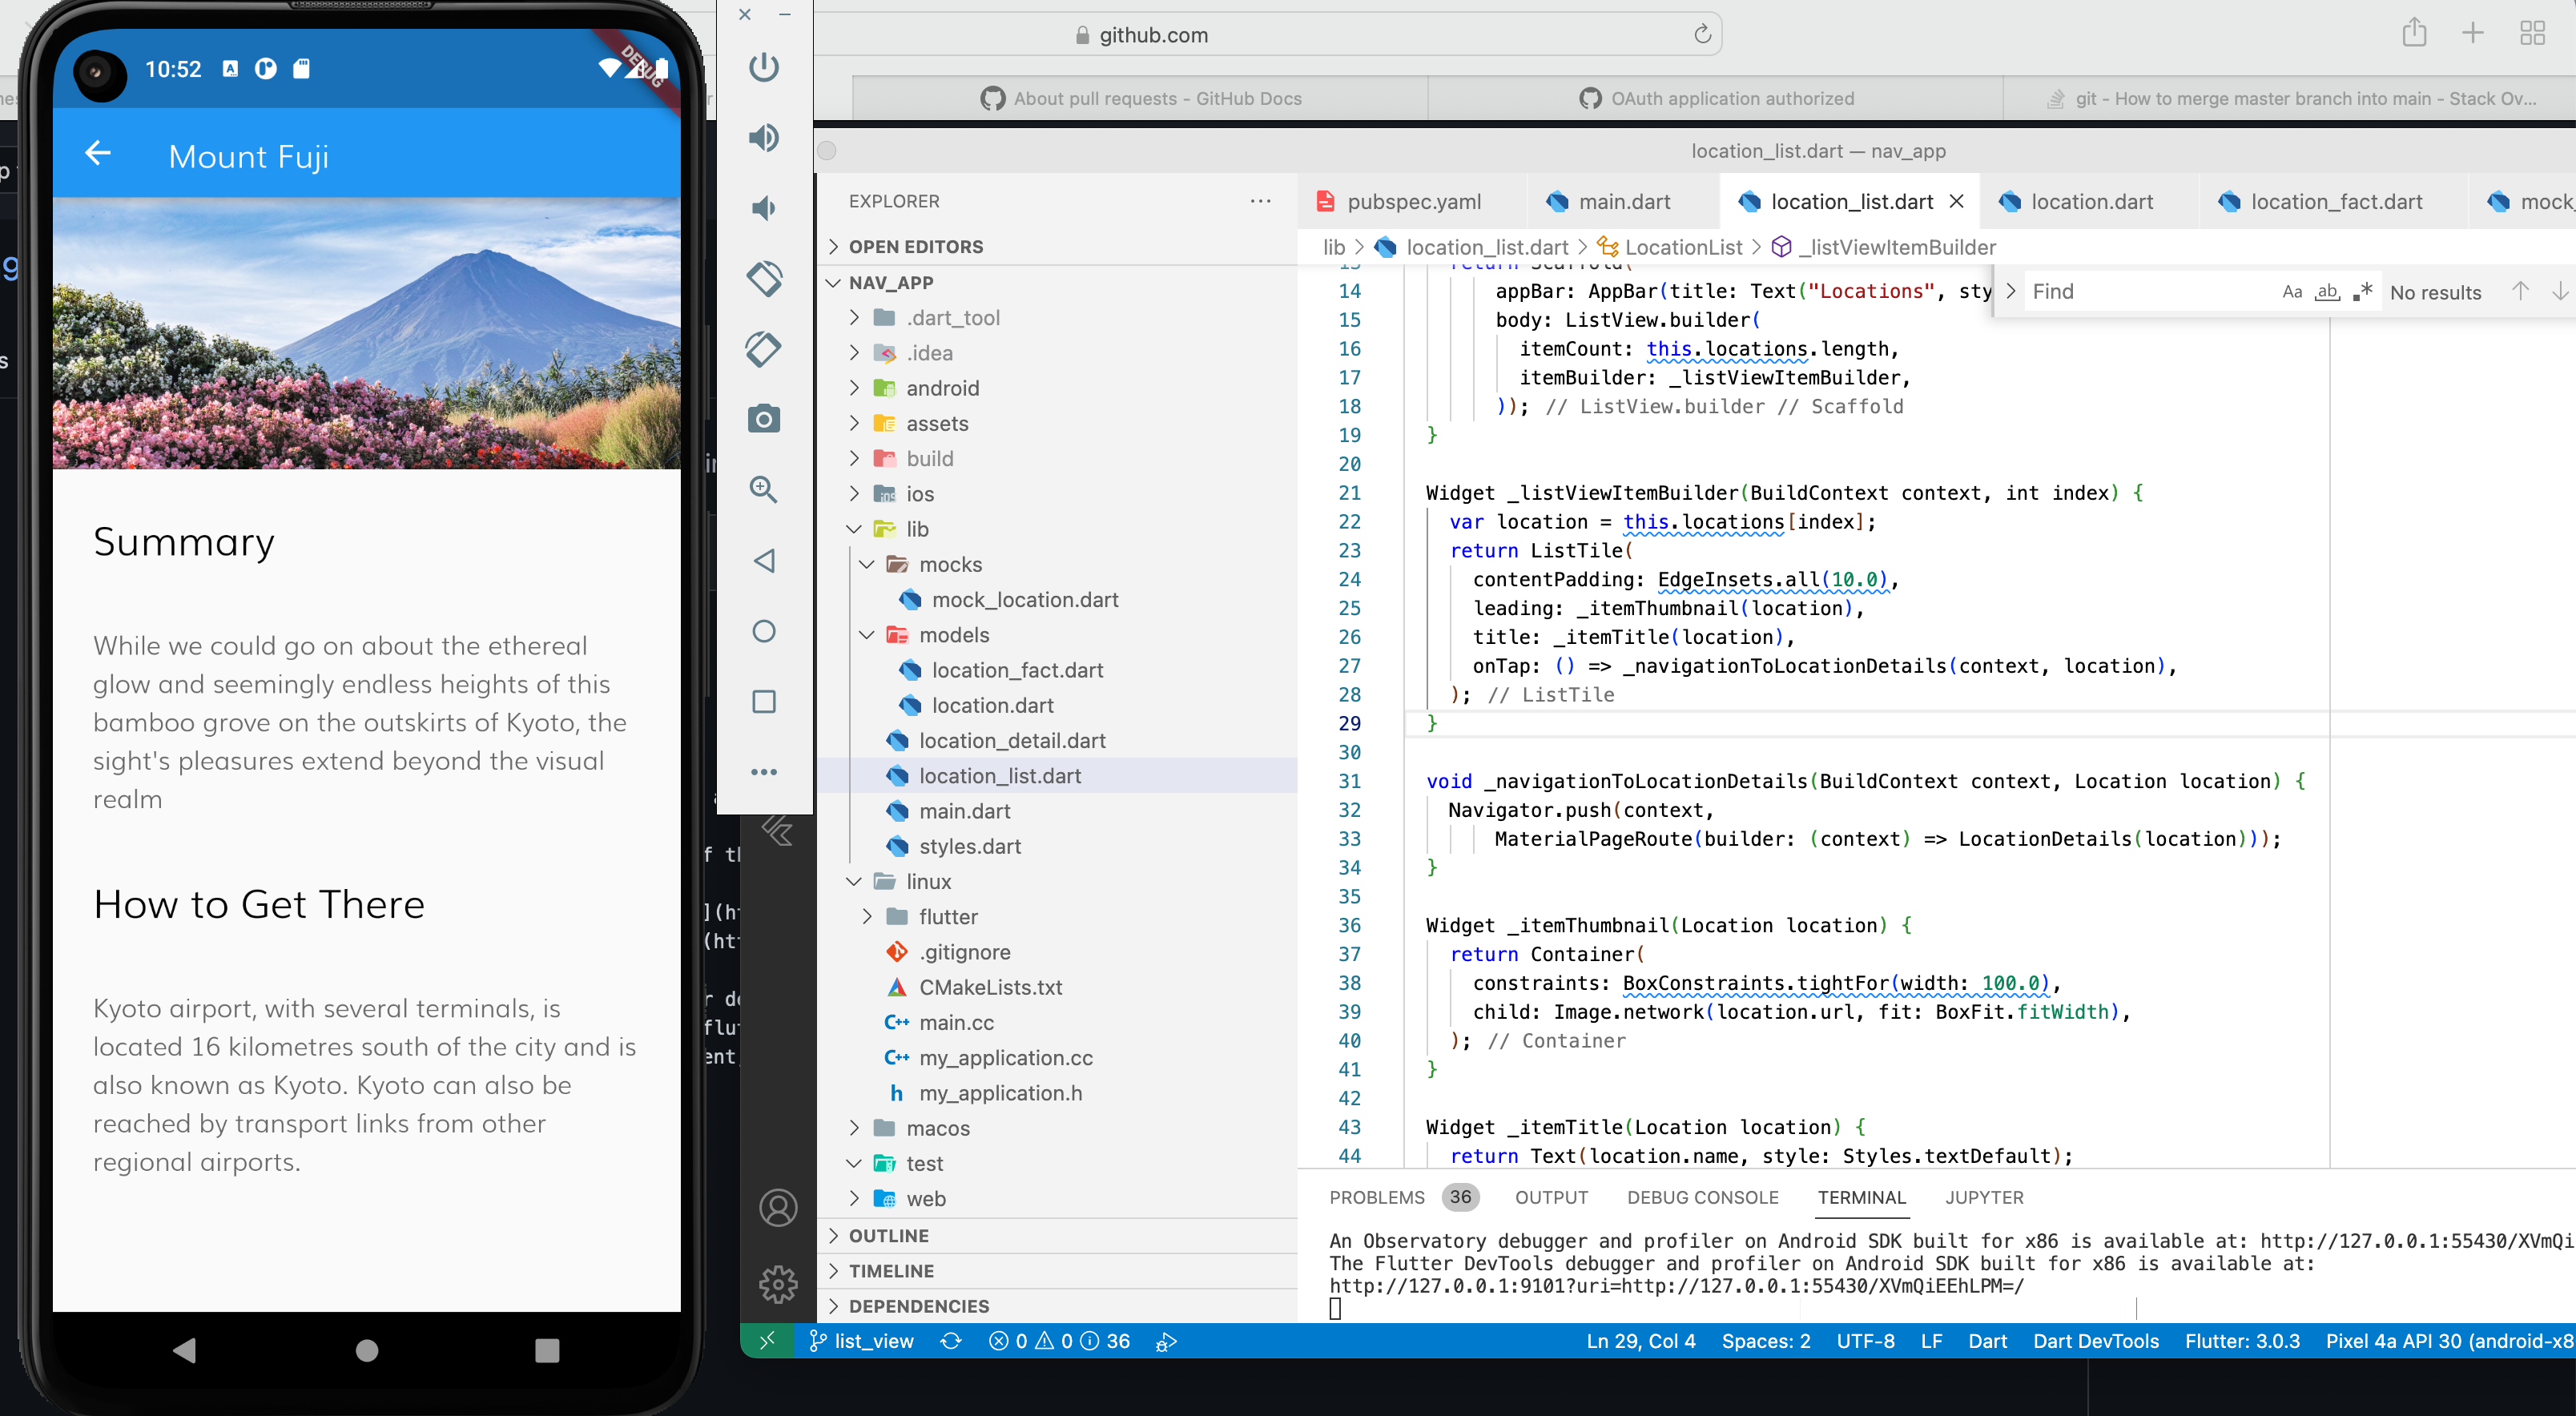 10:52
DEBUG
Mount Fuji
Summary
While we could go on about the ethereal
glow and seemingly endless heights of this
bamboo grove on the outskirts of Kyoto, the
sight's pleasures extend beyond the visual
realm
How to Get There
Kyoto airport, with several terminals, is
located 16 kilometres south of the city and is
also known as Kyoto. Kyoto can also be
reached by transport links from other
regional airports.
github.com
About pull requests - GitHub Docs
OAuth application authorized
git - How to merge master branch into main - Stack Ov...
location_list.dart — nav_app
EXPLORER
OPEN EDITORS
NAV_APP
.dart_tool
.idea
android
assets
build
ios
lib
mocks
mock_location.dart
models
location_fact.dart
location.dart
location_detail.dart
location_list.dart
main.dart
styles.dart
linux
flutter
.gitignore
CMakeLists.txt
C++ main.cc
C++ my_application.cc
h my_application.h
macos
test
web
OUTLINE
TIMELINE
DEPENDENCIES
pubspec.yaml
main.dart
location_list.dart
location.dart
location_fact.dart
mock_
lib > location_list.dart > LocationList > _listViewItemBuilder
Find
Aa ab .* No results
13 return Scaffold(
14 appBar: AppBar(title: Text("Locations", sty
15 body: ListView.builder(
16 itemCount: this.locations.length,
17 itemBuilder: _listViewItemBuilder,
18 )); // ListView.builder // Scaffold
19 }
20
21 Widget _listViewItemBuilder(BuildContext context, int index) {
22 var location = this.locations[index];
23 return ListTile(
24 contentPadding: EdgeInsets.all(10.0),
25 leading: _itemThumbnail(location),
26 title: _itemTitle(location),
27 onTap: () => _navigationToLocationDetails(context, location),
28 ); // ListTile
29 }
30
31 void _navigationToLocationDetails(BuildContext context, Location location) {
32 Navigator.push(context,
33 MaterialPageRoute(builder: (context) => LocationDetails(location)));
34 }
35
36 Widget _itemThumbnail(Location location) {
37 return Container(
38 constraints: BoxConstraints.tightFor(width: 100.0),
39 child: Image.network(location.url, fit: BoxFit.fitWidth),
40 ); // Container
41 }
42
43 Widget _itemTitle(Location location) {
44 return Text(location.name, style: Styles.textDefault);
PROBLEMS 36 OUTPUT DEBUG CONSOLE TERMINAL JUPYTER
An Observatory debugger and profiler on Android SDK built for x86 is available at: http://127.0.0.1:55430/XVmQi
The Flutter DevTools debugger and profiler on Android SDK built for x86 is available at:
http://127.0.0.1:9101?uri=http://127.0.0.1:55430/XVmQiEEhLPM=/
list_view 0 0 36 Ln 29, Col 4 Spaces: 2 UTF-8 LF Dart Dart DevTools Flutter: 3.0.3 Pixel 4a API 30 (android-x8